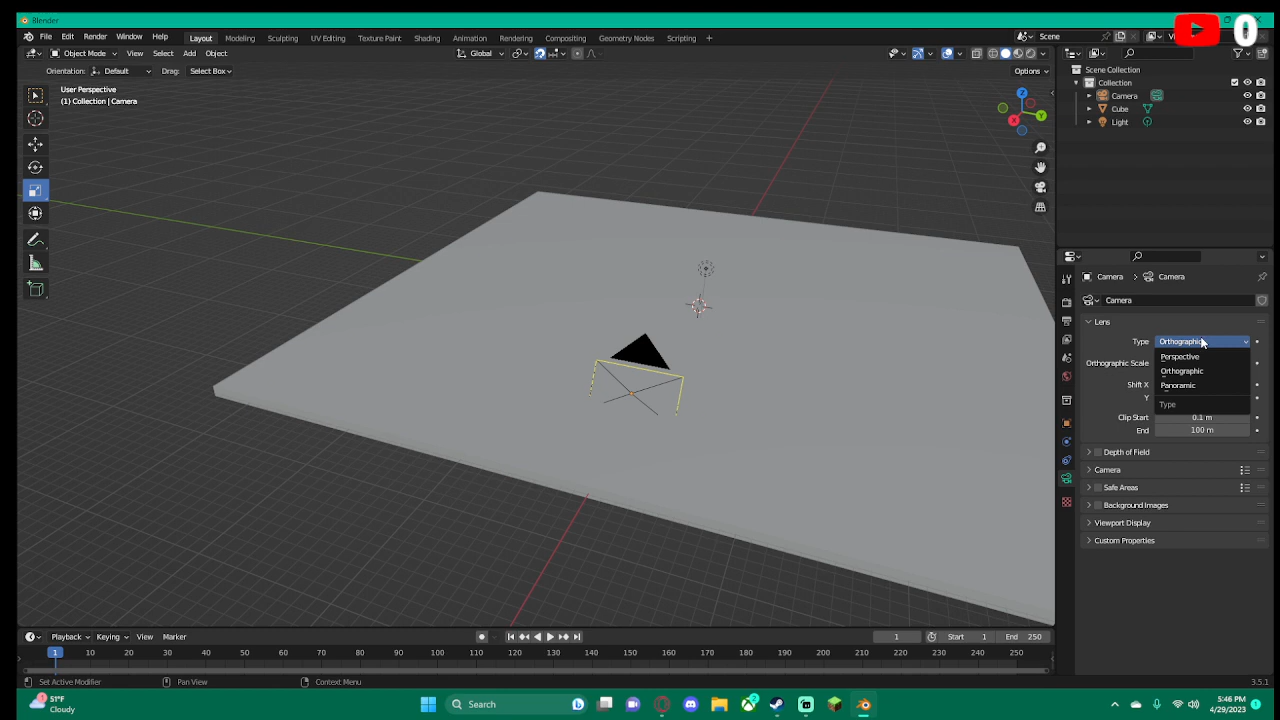 Blender
0
File Edit Render Window Help Layout Modeling Sculpting UV Editing Texture Paint Shading Animation Rendering Compositing Geometry Nodes Scripting + Scene
Object Mode View Select Add Object Global
Orientation: Default Drag: Select Box Options
User Perspective
(1) Collection | Camera
Z
Y
X
Scene Collection
Collection
Camera
Cube
Light
Camera > Camera
Camera
Lens
Type Orthographic
Perspective
Orthographic Scale
Orthographic
Shift X
Panoramic
Y
Type
Clip Start 0.1 m
End 100 m
Depth of Field
Camera
Safe Areas
Background Images
Viewport Display
Custom Properties
Playback Keying View Marker 1 Start 1 End 250
1 10 20 30 40 50 60 70 80 90 100 110 120 130 140 150 160 170 180 190 200 210 220 230 240 250
Set Active Modifier Pan View Context Menu 3.5.1
1 51°F
Cloudy
Search
2
5:46 PM
4/29/2023
1